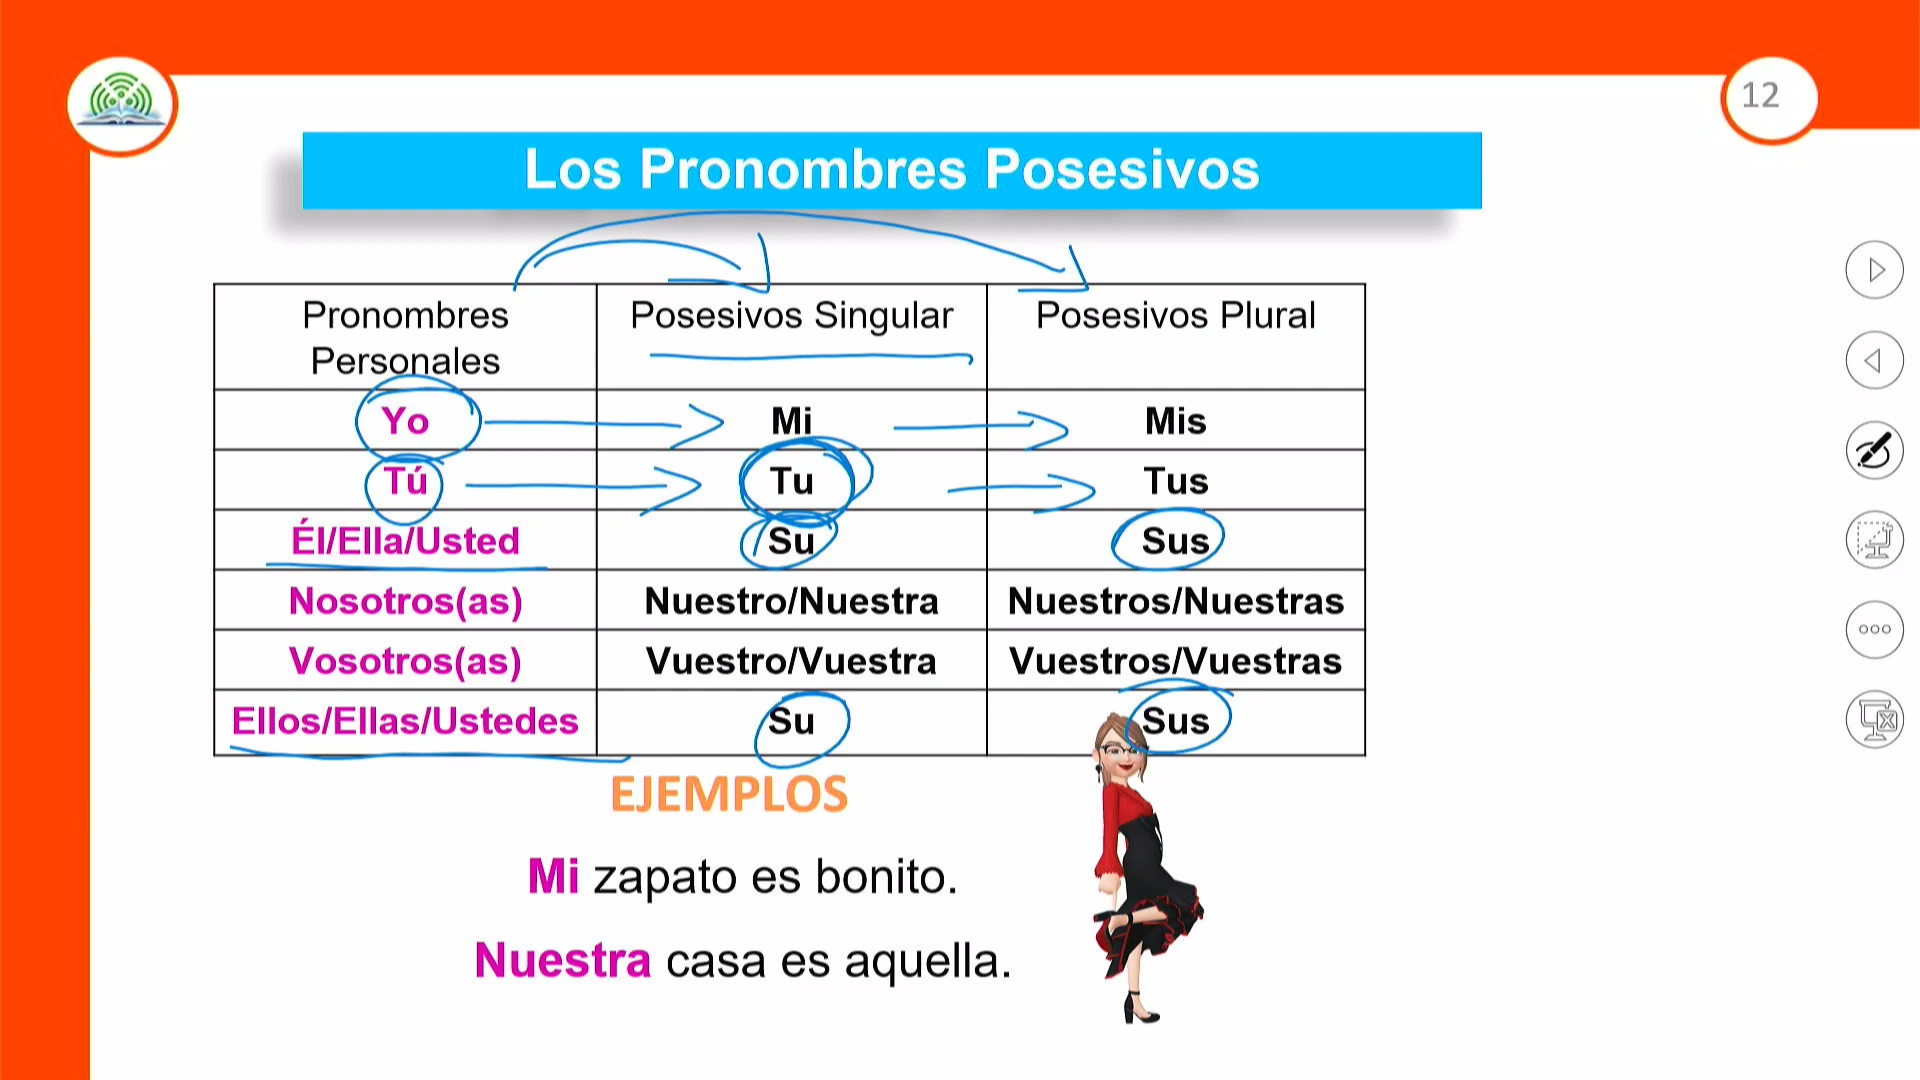 12
Los Pronombres Posesivos
Pronombres Personales
Posesivos Singular
Posesivos Plural
Yo
Mi
Mis
Tú
Tu
Tus
Él/Ella/Usted
Su
Sus
Nosotros(as)
Nuestro/Nuestra
Nuestros/Nuestras
Vosotros(as)
Vuestro/Vuestra
Vuestros/Vuestras
Ellos/Ellas/Ustedes
Su
Sus
EJEMPLOS
Mi zapato es bonito.
Nuestra casa es aquella.